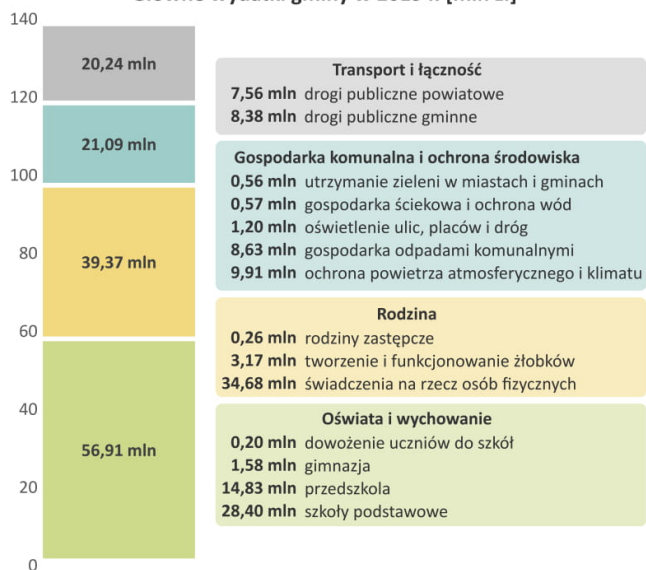 140
120
100
80
60
40
20
0
20,24 mln
21,09 mln
39,37 mln
56,91 mln
Transport i łączność
7,56 mln drogi publiczne powiatowe
8,38 mln drogi publiczne gminne
Gospodarka komunalna i ochrona środowiska
0,56 mln utrzymanie zieleni w miastach i gminach
0,57 mln gospodarka ściekowa i ochrona wód
1,20 mln oświetlenie ulic, placów i dróg
8,63 mln gospodarka odpadami komunalnymi
9,91 mln ochrona powietrza atmosferycznego i klimatu
Rodzina
0,26 mln rodziny zastępcze
3,17 mln tworzenie i funkcjonowanie żłobków
34,68 mln świadczenia na rzecz osób fizycznych
Oświata i wychowanie
0,20 mln dowożenie uczniów do szkół
1,58 mln gimnazja
14,83 mln przedszkola
28,40 mln szkoły podstawowe